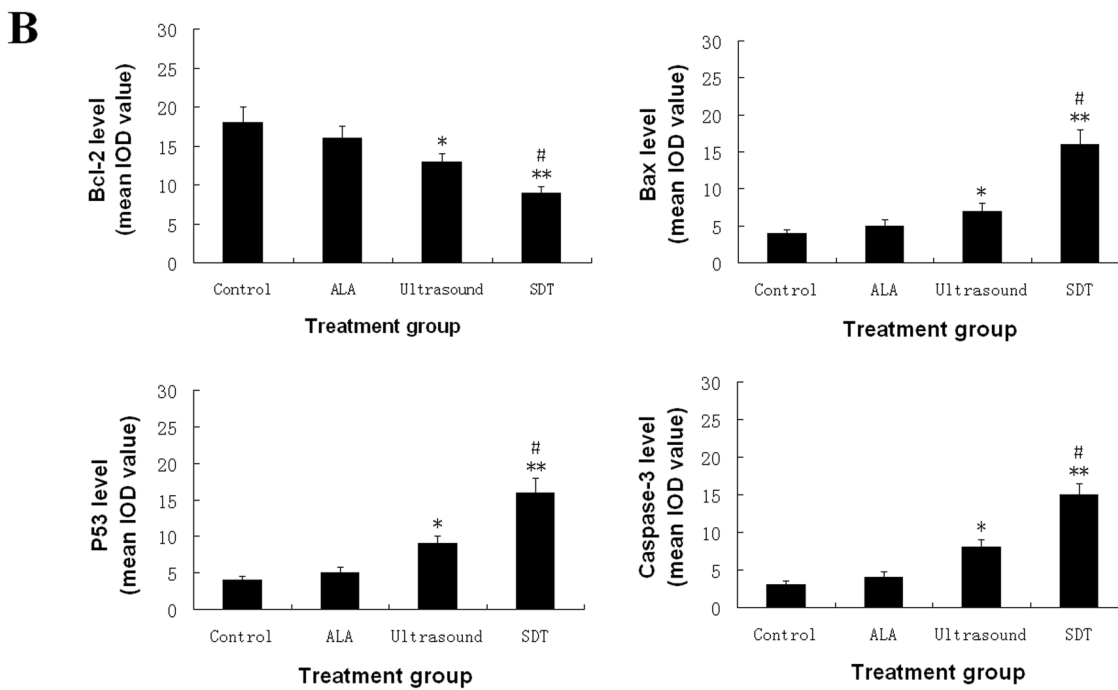 B
Bcl-2 level
(mean IOD value)
30
25
20
15
10
5
0
*
#
**
Control ALA Ultrasound SDT
Treatment group
Bax level
(mean IOD value)
30
25
20
15
10
5
0
*
#
**
Control ALA Ultrasound SDT
Treatment group
P53 level
(mean IOD value)
30
25
20
15
10
5
0
*
#
**
Control ALA Ultrasound SDT
Treatment group
Caspase-3 level
(mean IOD value)
30
25
20
15
10
5
0
*
#
**
Control ALA Ultrasound SDT
Treatment group